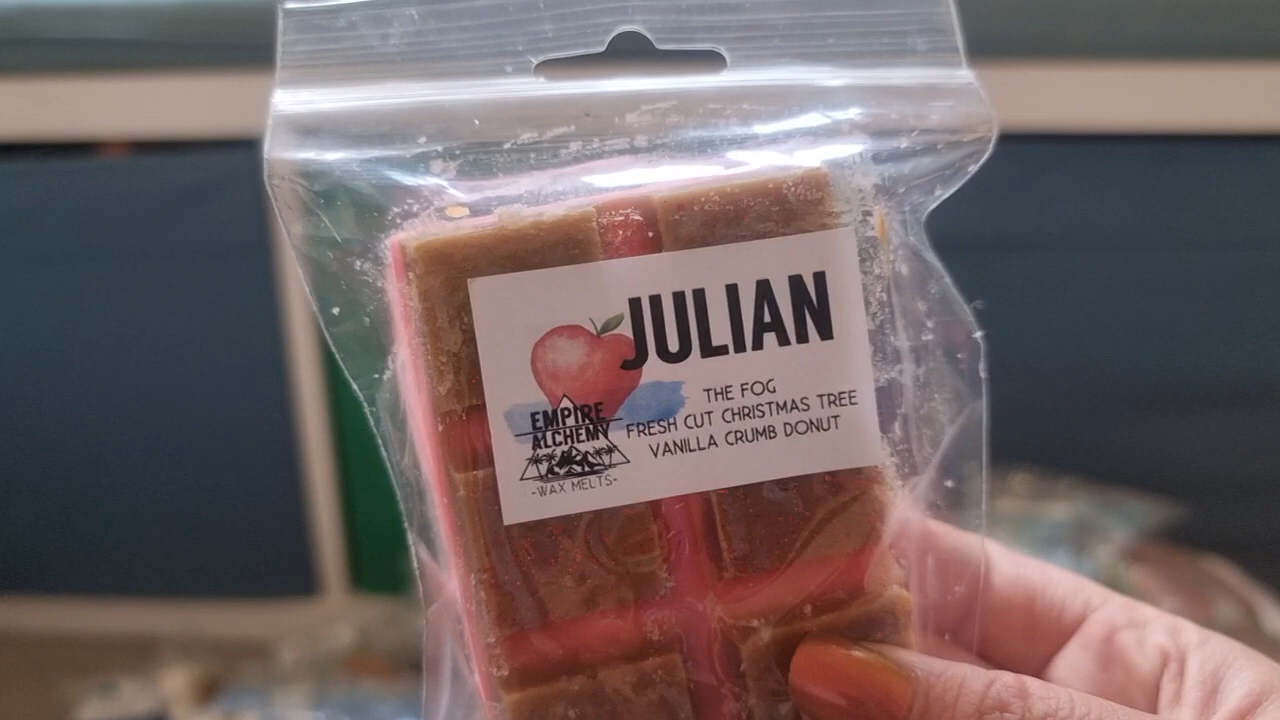 JULIAN
THE FOG
FRESH CUT CHRISTMAS TREE
VANILLA CRUMB DONUT
EMPIRE
ALCHEMY
-WAX MELTS-